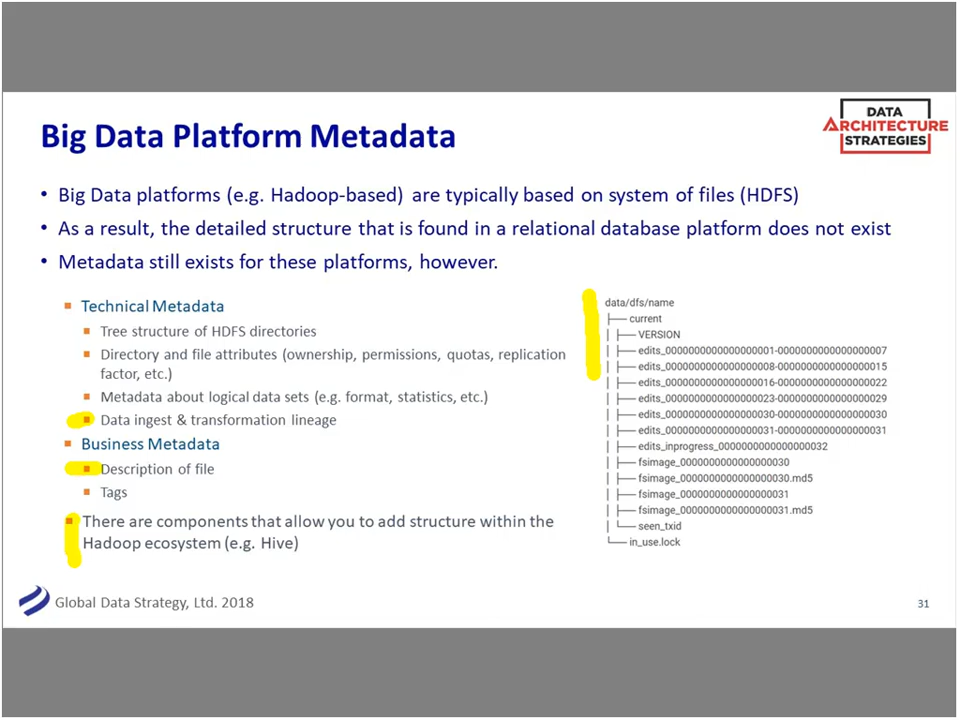 Big Data Platform Metadata
DATA
ARCHITECTURE
STRATEGIES
• Big Data platforms (e.g. Hadoop-based) are typically based on system of files (HDFS)
• As a result, the detailed structure that is found in a relational database platform does not exist
• Metadata still exists for these platforms, however.
▪ Technical Metadata
▪ Tree structure of HDFS directories
▪ Directory and file attributes (ownership, permissions, quotas, replication
factor, etc.)
▪ Metadata about logical data sets (e.g. format, statistics, etc.)
▪ Data ingest & transformation lineage
▪ Business Metadata
▪ Description of file
▪ Tags
▪ There are components that allow you to add structure within the
Hadoop ecosystem (e.g. Hive)
data/dfs/name
├── current
│ ├── VERSION
│ ├── edits_0000000000000000001-0000000000000000007
│ ├── edits_0000000000000000008-0000000000000000015
│ ├── edits_0000000000000000016-0000000000000000022
│ ├── edits_0000000000000000023-0000000000000000029
│ ├── edits_0000000000000000030-0000000000000000030
│ ├── edits_0000000000000000031-0000000000000000031
│ ├── edits_inprogress_0000000000000000032
│ ├── fsimage_0000000000000000030
│ ├── fsimage_0000000000000000030.md5
│ ├── fsimage_0000000000000000031
│ ├── fsimage_0000000000000000031.md5
│ └── seen_txid
└── in_use.lock
Global Data Strategy, Ltd. 2018
31